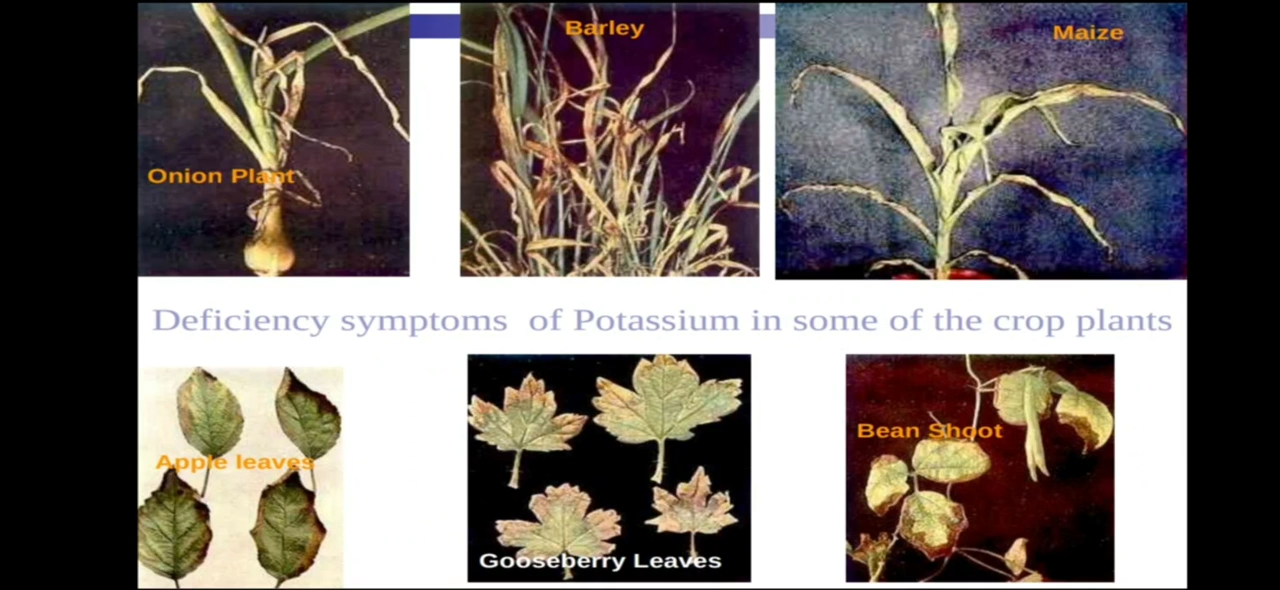 Barley
Maize
Onion Plant
Deficiency symptoms of Potassium in some of the crop plants
Apple leaves
Bean Shoot
Gooseberry Leaves